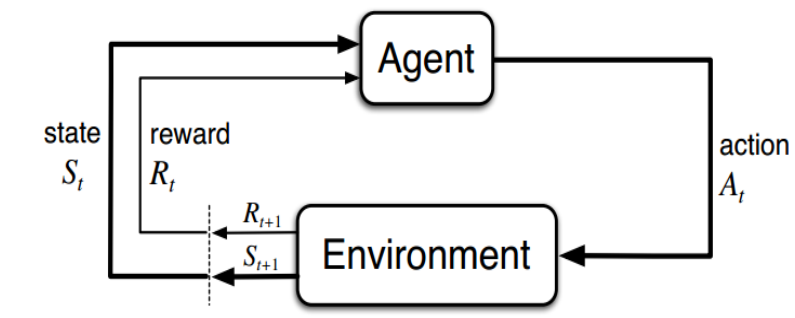 Agent
state
S_t
reward
R_t
action
A_t
R_{t+1}
S_{t+1}
Environment